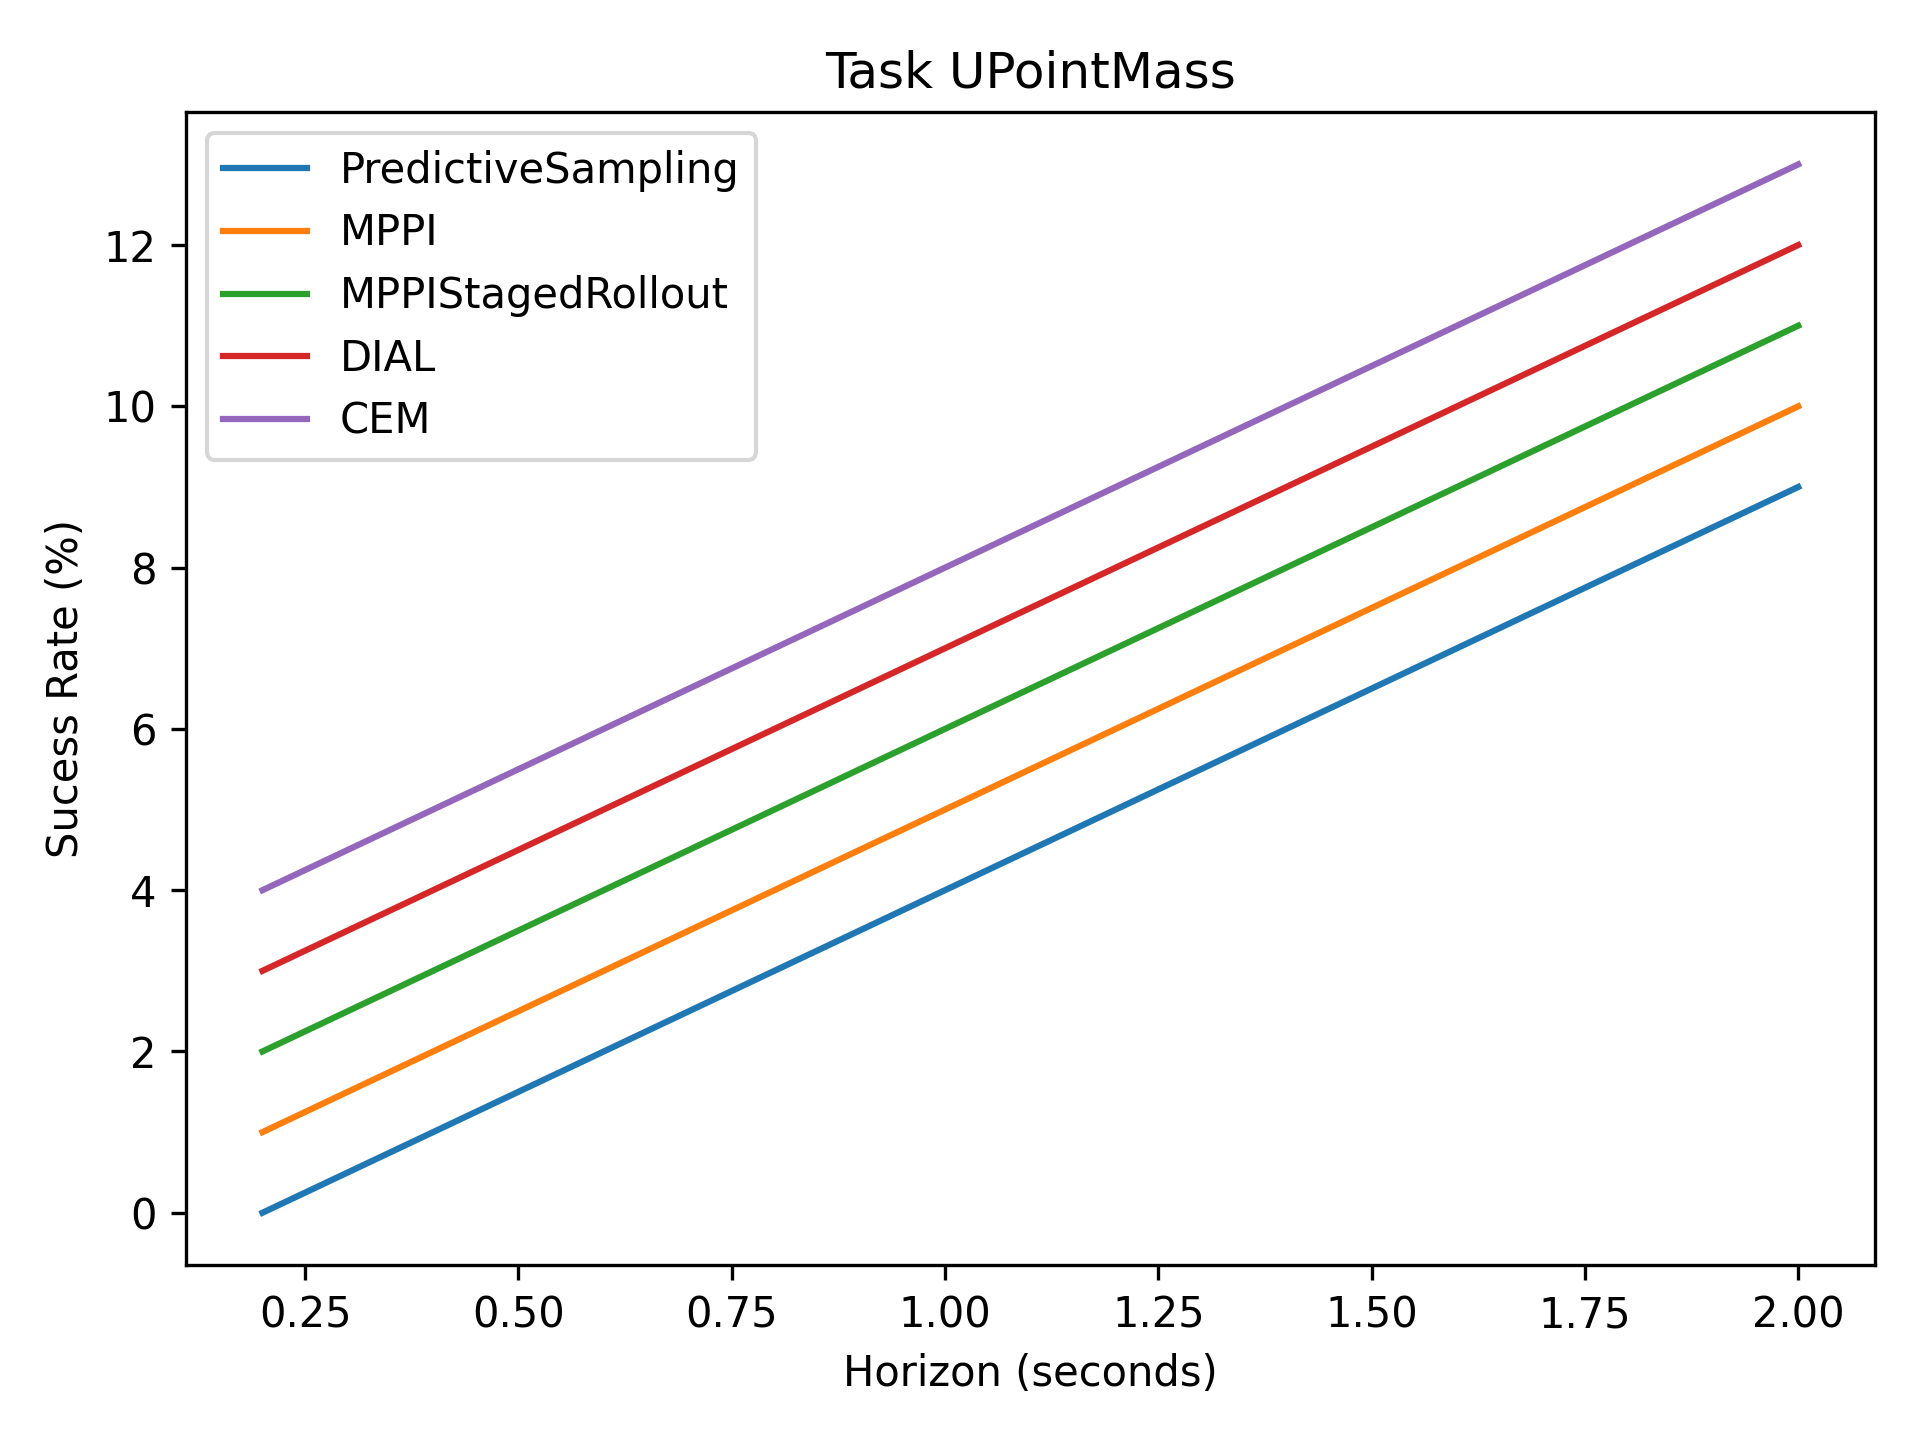 Task UPointMass
PredictiveSampling
MPPI
MPPIStagedRollout
DIAL
CEM
Sucess Rate (%)
12
10
8
6
4
2
0
0.25 0.50 0.75 1.00 1.25 1.50 1.75 2.00
Horizon (seconds)